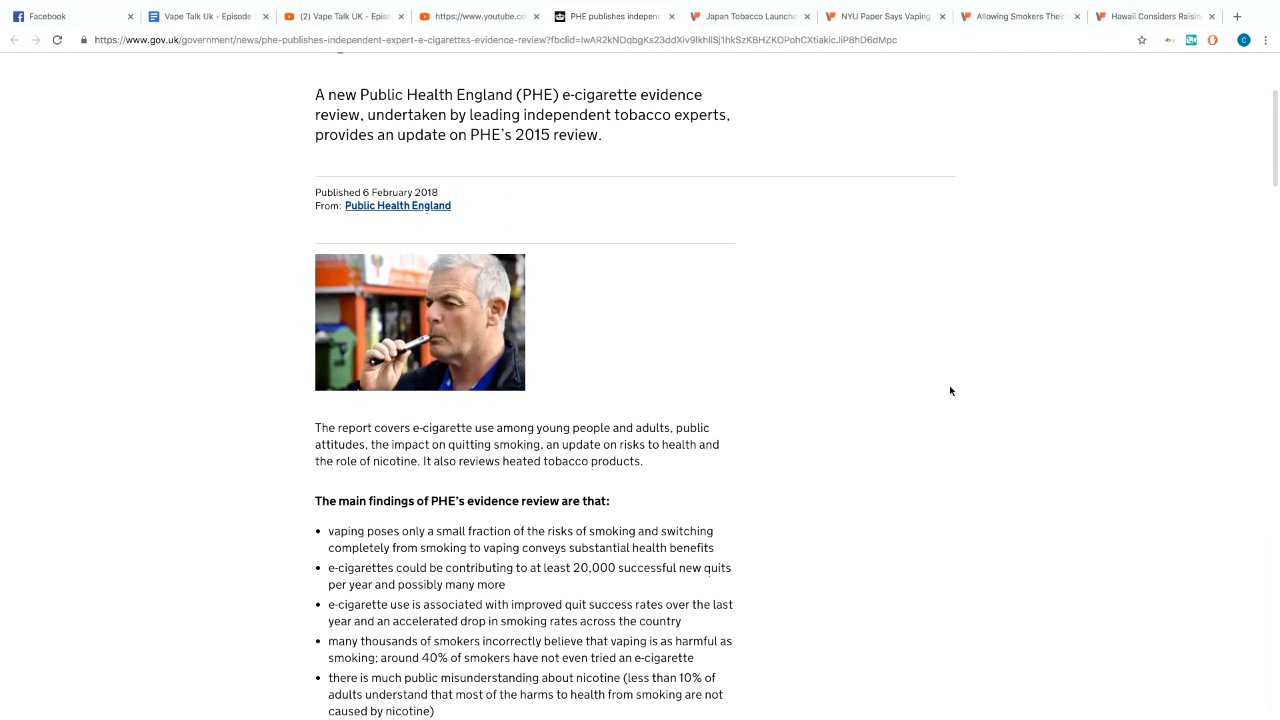 Facebook
Vape Talk Uk - Episode
(2) Vape Talk UK - Episo
https://www.youtube.co
PHE publishes independ
Japan Tobacco Launche
NYU Paper Says Vaping
Allowing Smokers Their
Hawaii Considers Raisin
https://www.gov.uk/government/news/phe-publishes-independent-expert-e-cigarettes-evidence-review?fbclid=IwAR2kNOqbgKs23ddXiv9lkhllSj1hkSzKBHZKOPohCXtiakicJiP8hD6dMpc
A new Public Health England (PHE) e-cigarette evidence
review, undertaken by leading independent tobacco experts,
provides an update on PHE's 2015 review.
Published 6 February 2018
From: Public Health England
The report covers e-cigarette use among young people and adults, public
attitudes, the impact on quitting smoking, an update on risks to health and
the role of nicotine. It also reviews heated tobacco products.
The main findings of PHE's evidence review are that:
• vaping poses only a small fraction of the risks of smoking and switching
completely from smoking to vaping conveys substantial health benefits
• e-cigarettes could be contributing to at least 20,000 successful new quits
per year and possibly many more
• e-cigarette use is associated with improved quit success rates over the last
year and an accelerated drop in smoking rates across the country
• many thousands of smokers incorrectly believe that vaping is as harmful as
smoking; around 40% of smokers have not even tried an e-cigarette
• there is much public misunderstanding about nicotine (less than 10% of
adults understand that most of the harms to health from smoking are not
caused by nicotine)